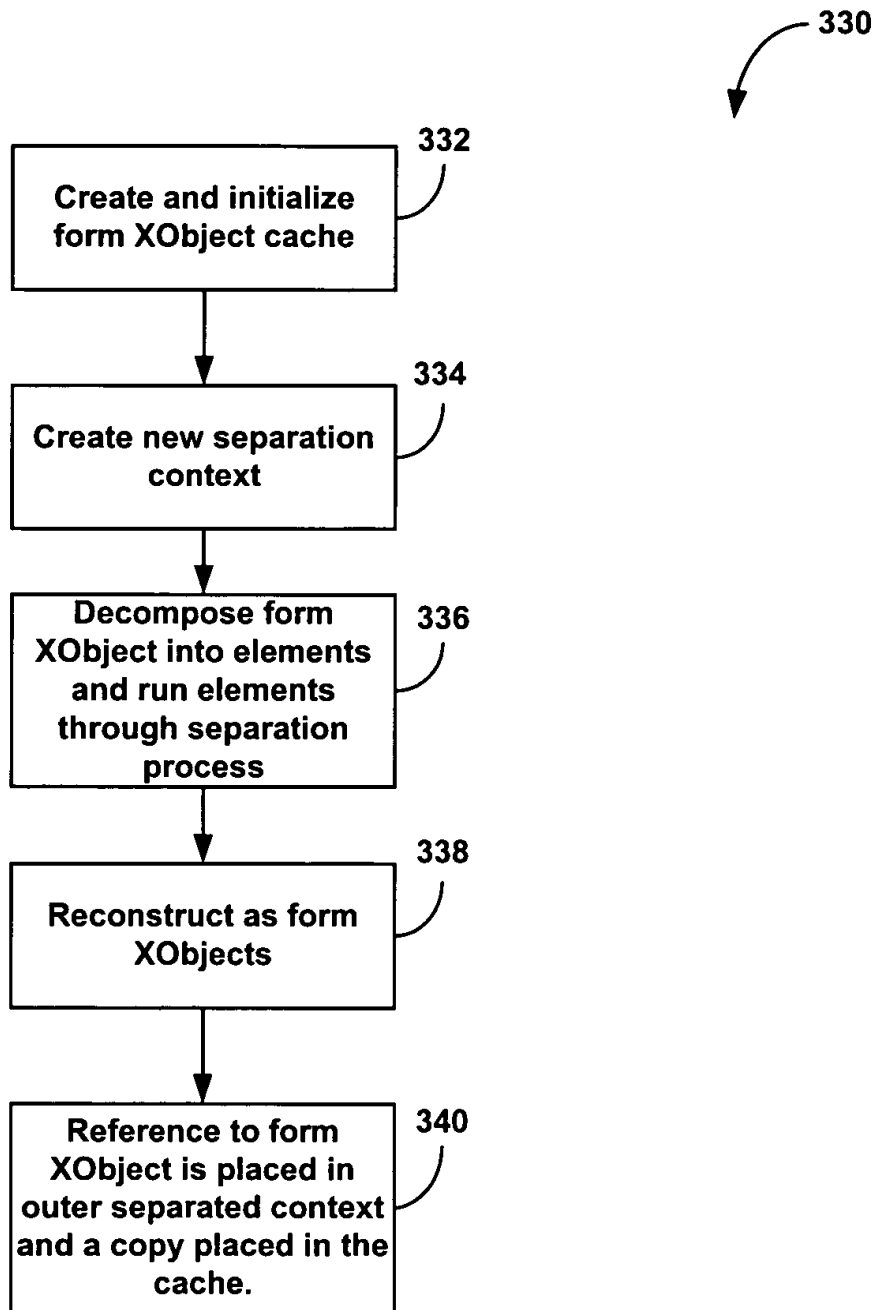 330
332
Create and initialize
form XObject cache
334
Create new separation
context
336
Decompose form
XObject into elements
and run elements
through separation
process
338
Reconstruct as form
XObjects
340
Reference to form
XObject is placed in
outer separated context
and a copy placed in the
cache.